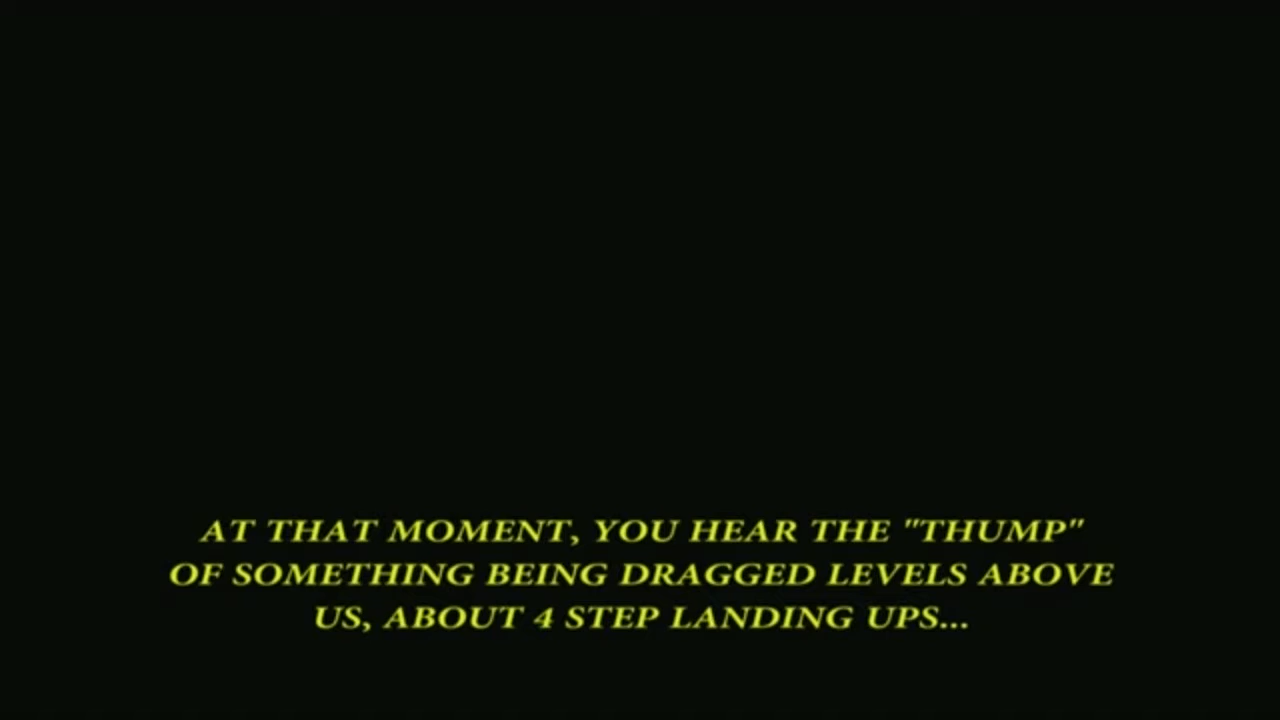 AT THAT MOMENT, YOU HEAR THE "THUMP"
OF SOMETHING BEING DRAGGED LEVELS ABOVE
US, ABOUT 4 STEP LANDING UPS...